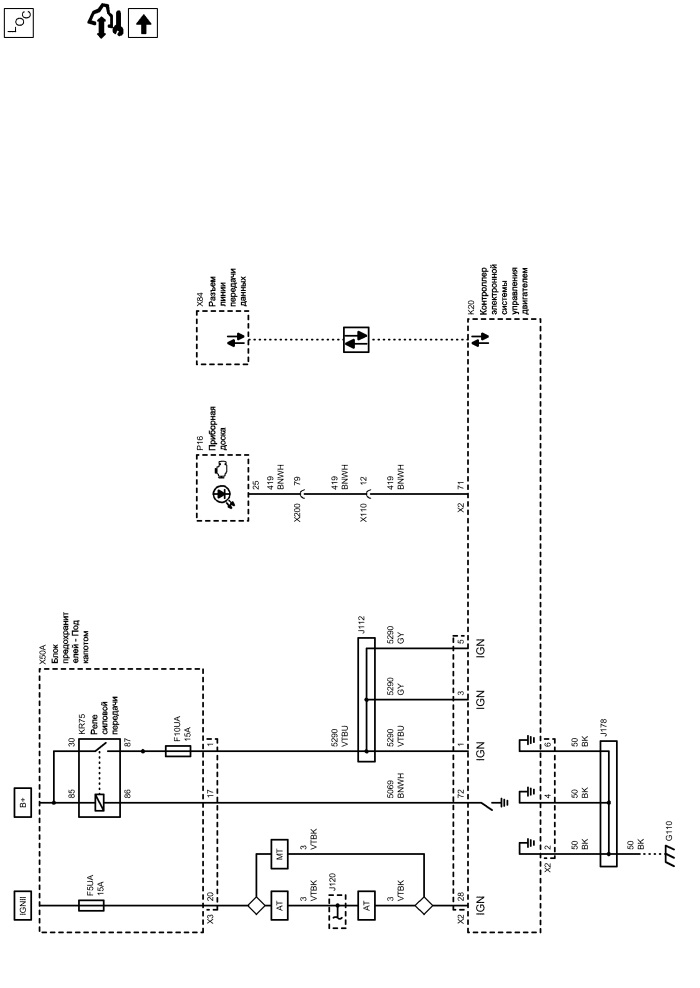 LOC
X84
Разъем
линии
передачи
данных
K20
Контроллер
электронной
системы
управления
двигателем
P16
Приборная
доска
25
419
BNWH
79
X200
419
BNWH
12
X110
419
BNWH
71
X2
X50A
Блок
предохранит
елей - Под
капотом
KR75
Реле
силовой
передачи
30
87
85
86
F10UA
15A
1
5290
VTBU
J112
5290
GY
5
IGN
5290
GY
3
IGN
5290
VTBU
1
IGN
B+
17
5069
BNWH
72
IGNII
F5UA
15A
20
X3
MT
3
VTBK
AT
3
VTBK
J120
AT
3
VTBK
28
X2
IGN
6
50
BK
4
50
BK
2
X2
50
BK
J178
50
BK
G110